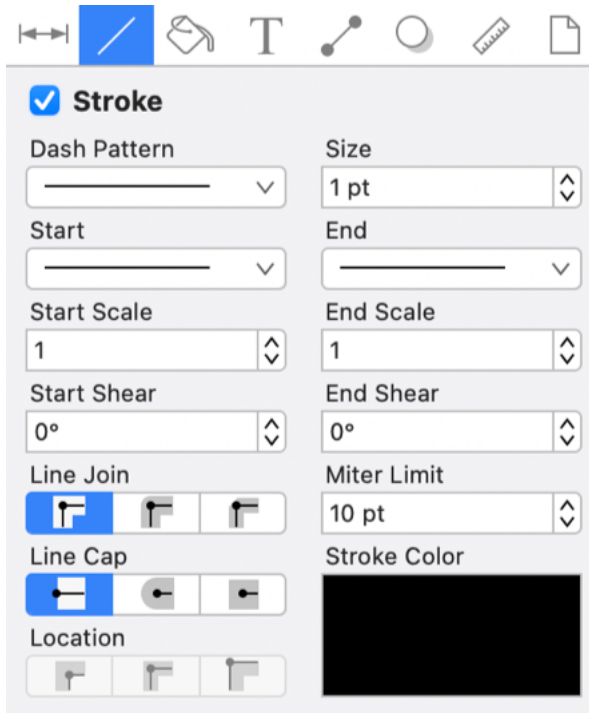 T
Stroke
Dash Pattern Size
1 pt
Start End
Start Scale End Scale
1 1
Start Shear End Shear
0° 0°
Line Join Miter Limit
10 pt
Line Cap Stroke Color
Location